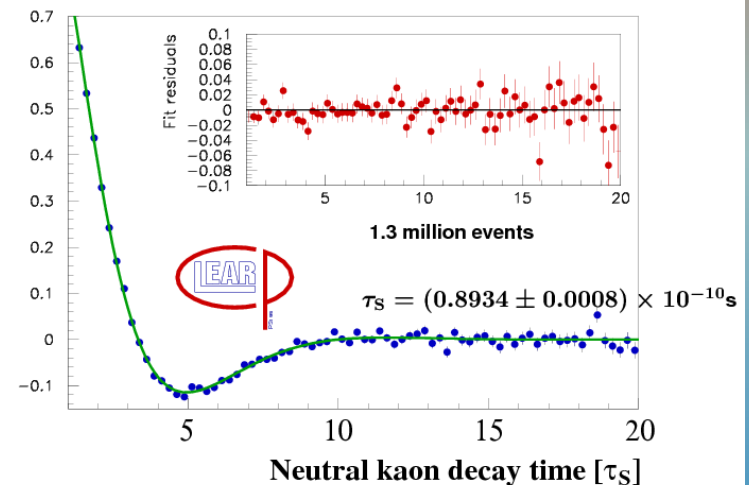 0.7
0.6
0.5
0.4
0.3
0.2
0.1
0
−0.1
Fit residuals
0.1
0.08
0.06
0.04
0.02
0
−0.02
−0.04
−0.06
−0.08
−0.1
5 10 15 20
1.3 million events
LEAR
τS = (0.8934 ± 0.0008) × 10−10s
5 10 15 20
Neutral kaon decay time [τS]